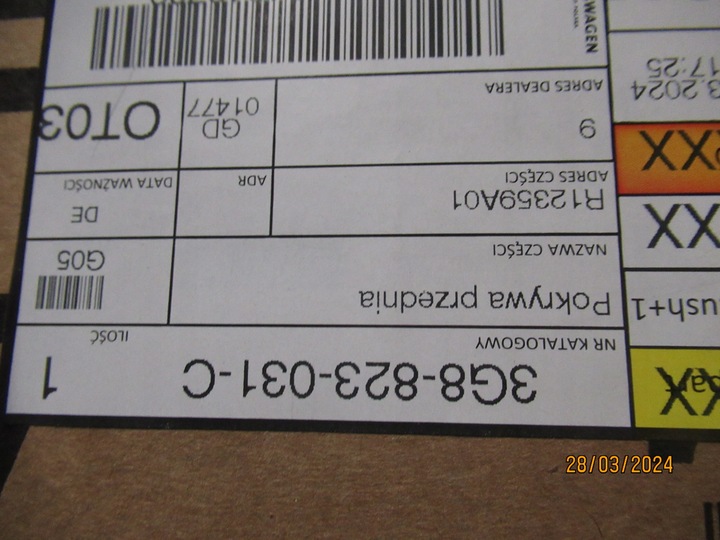 NR KATALOGOWY
3G8-823-031-C
ILOŚĆ
1
NAZWA CZĘŚCI
Pokrywa przednia
G05
ADRES CZĘŚCI
R12359A01
ADR
DATA WAŻNOŚCI
DE
ADRES DEALERA
9
GD
01477
OT03
WAGEN
XX
ush+1
XX
XX
3.2024
17:25
28/03/2024